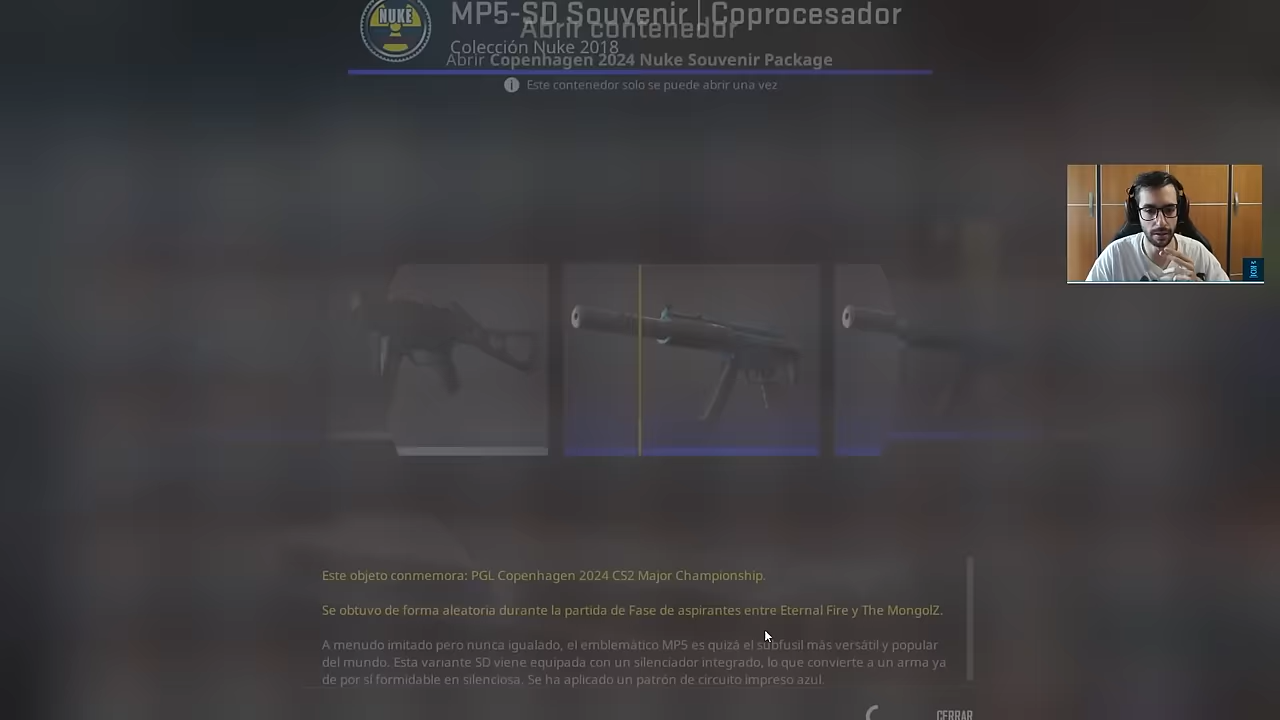 NUKE
MP5-SD Souvenir | Coprocesador
Abrir contenedor
Colección Nuke 2018
Abrir Copenhagen 2024 Nuke Souvenir Package
Este contenedor solo se puede abrir una vez
Este objeto conmemora: PGL Copenhagen 2024 CS2 Major Championship.
Se obtuvo de forma aleatoria durante la partida de Fase de aspirantes entre Eternal Fire y The MongolZ.
A menudo imitado pero nunca igualado, el emblemático MP5 es quizá el subfusil más versátil y popular
del mundo. Esta variante SD viene equipada con un silenciador integrado, lo que convierte a un arma ya
de por sí formidable en silenciosa. Se ha aplicado un patrón de circuito impreso azul.
CERRAR